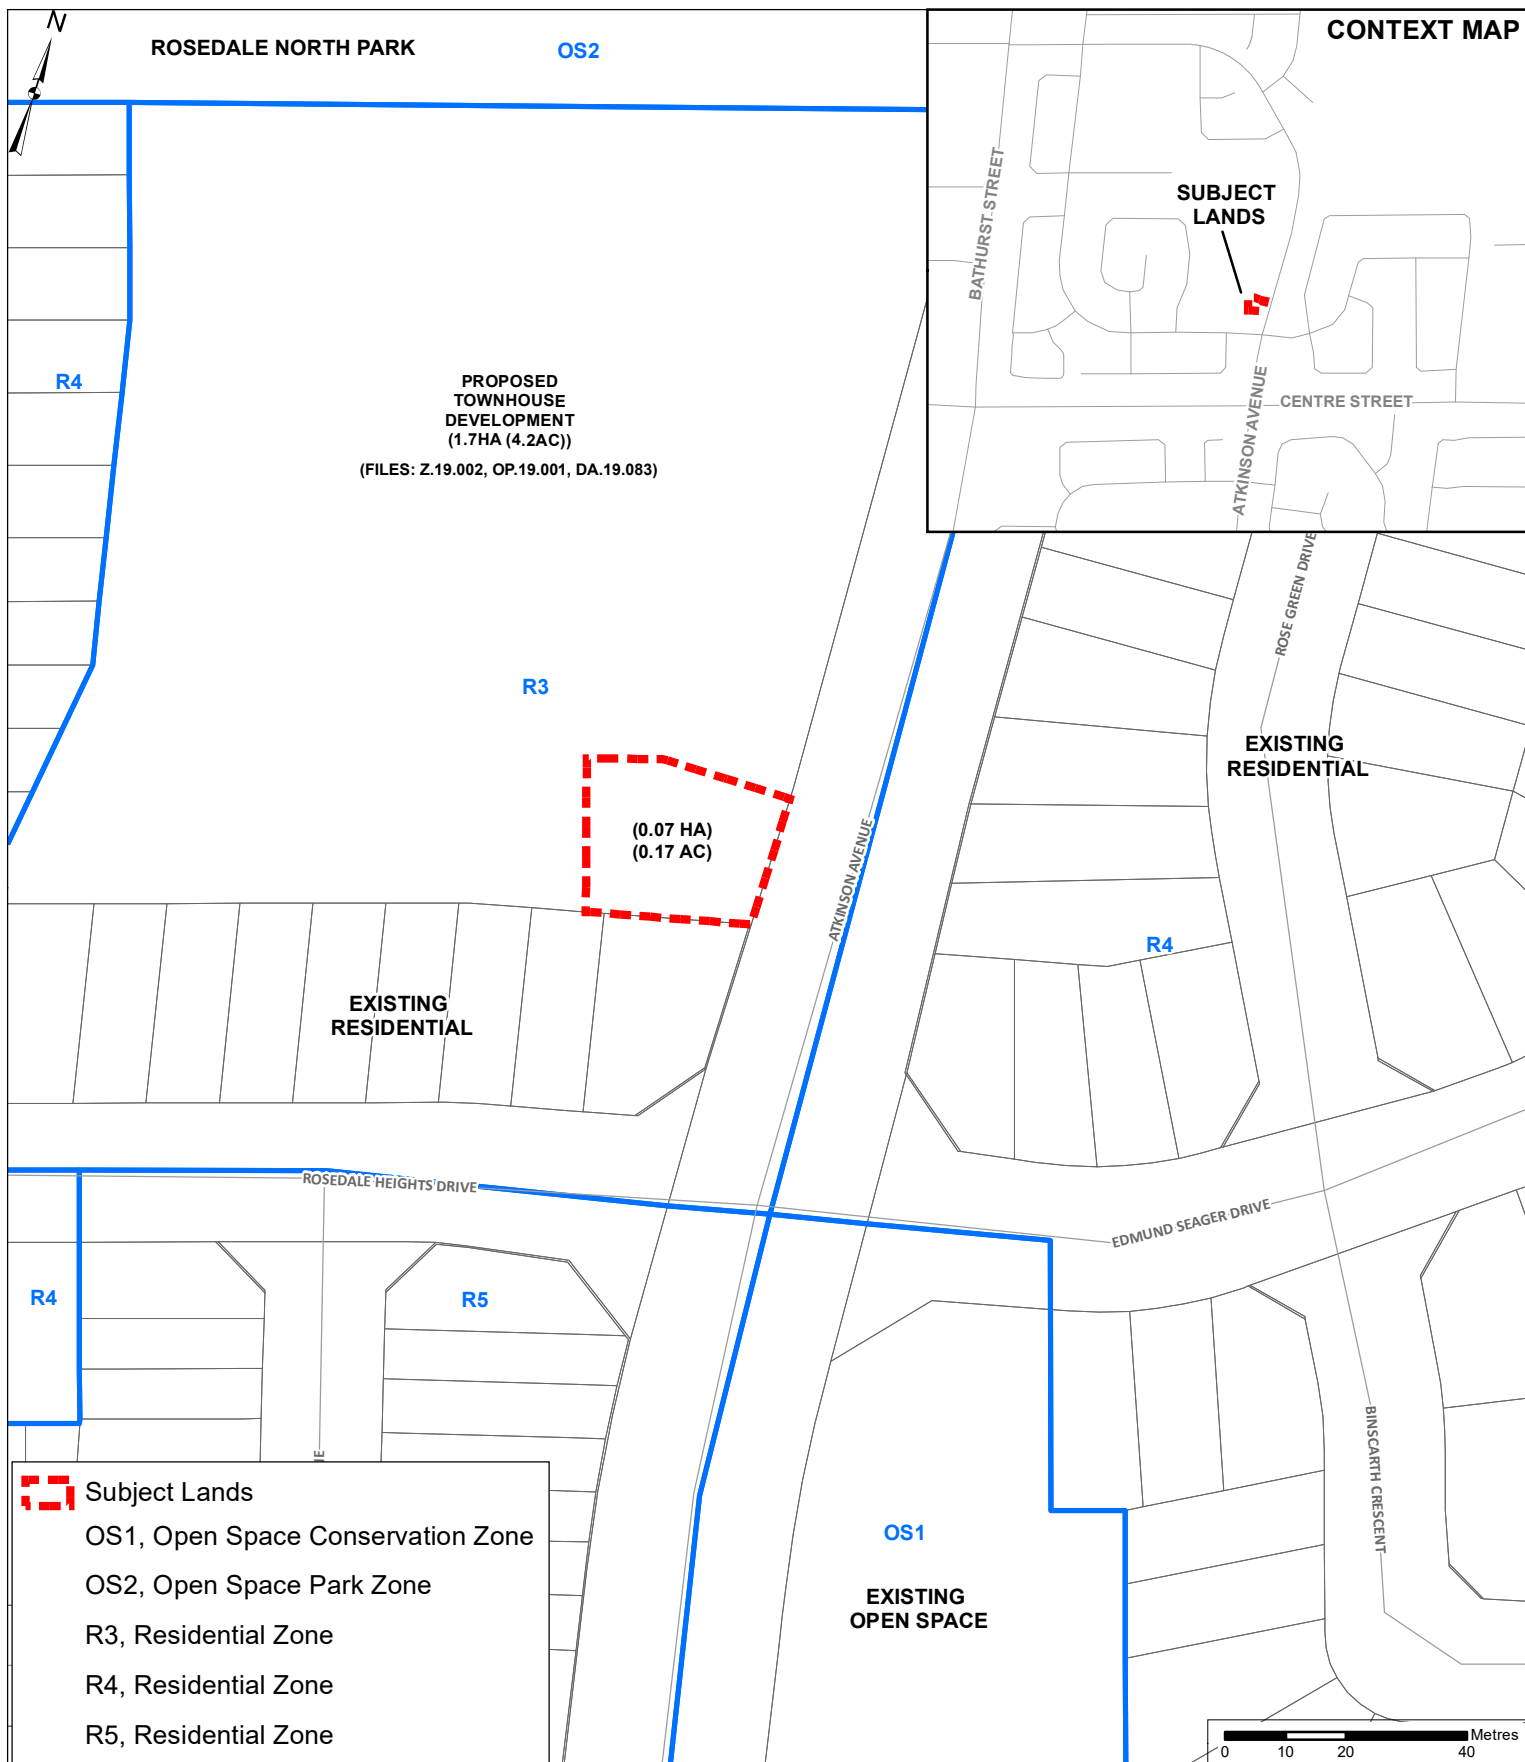 N
ROSEDALE NORTH PARK
OS2
CONTEXT MAP
BATHURST STREET
SUBJECT
LANDS
ATKINSON AVENUE
CENTRE STREET
R4
PROPOSED
TOWNHOUSE
DEVELOPMENT
(1.7HA (4.2AC))
(FILES: Z.19.002, OP.19.001, DA.19.083)
ROSE GREEN DRIVE
R3
EXISTING
RESIDENTIAL
(0.07 HA)
(0.17 AC)
ATKINSON AVENUE
R4
EXISTING
RESIDENTIAL
ROSEDALE HEIGHTS DRIVE
EDMUND SEAGER DRIVE
R4
R5
BINSCARTH CRESCENT
OS1
EXISTING
OPEN SPACE
Subject Lands
OS1, Open Space Conservation Zone
OS2, Open Space Park Zone
R3, Residential Zone
R4, Residential Zone
R5, Residential Zone
Metres
0 10 20 40